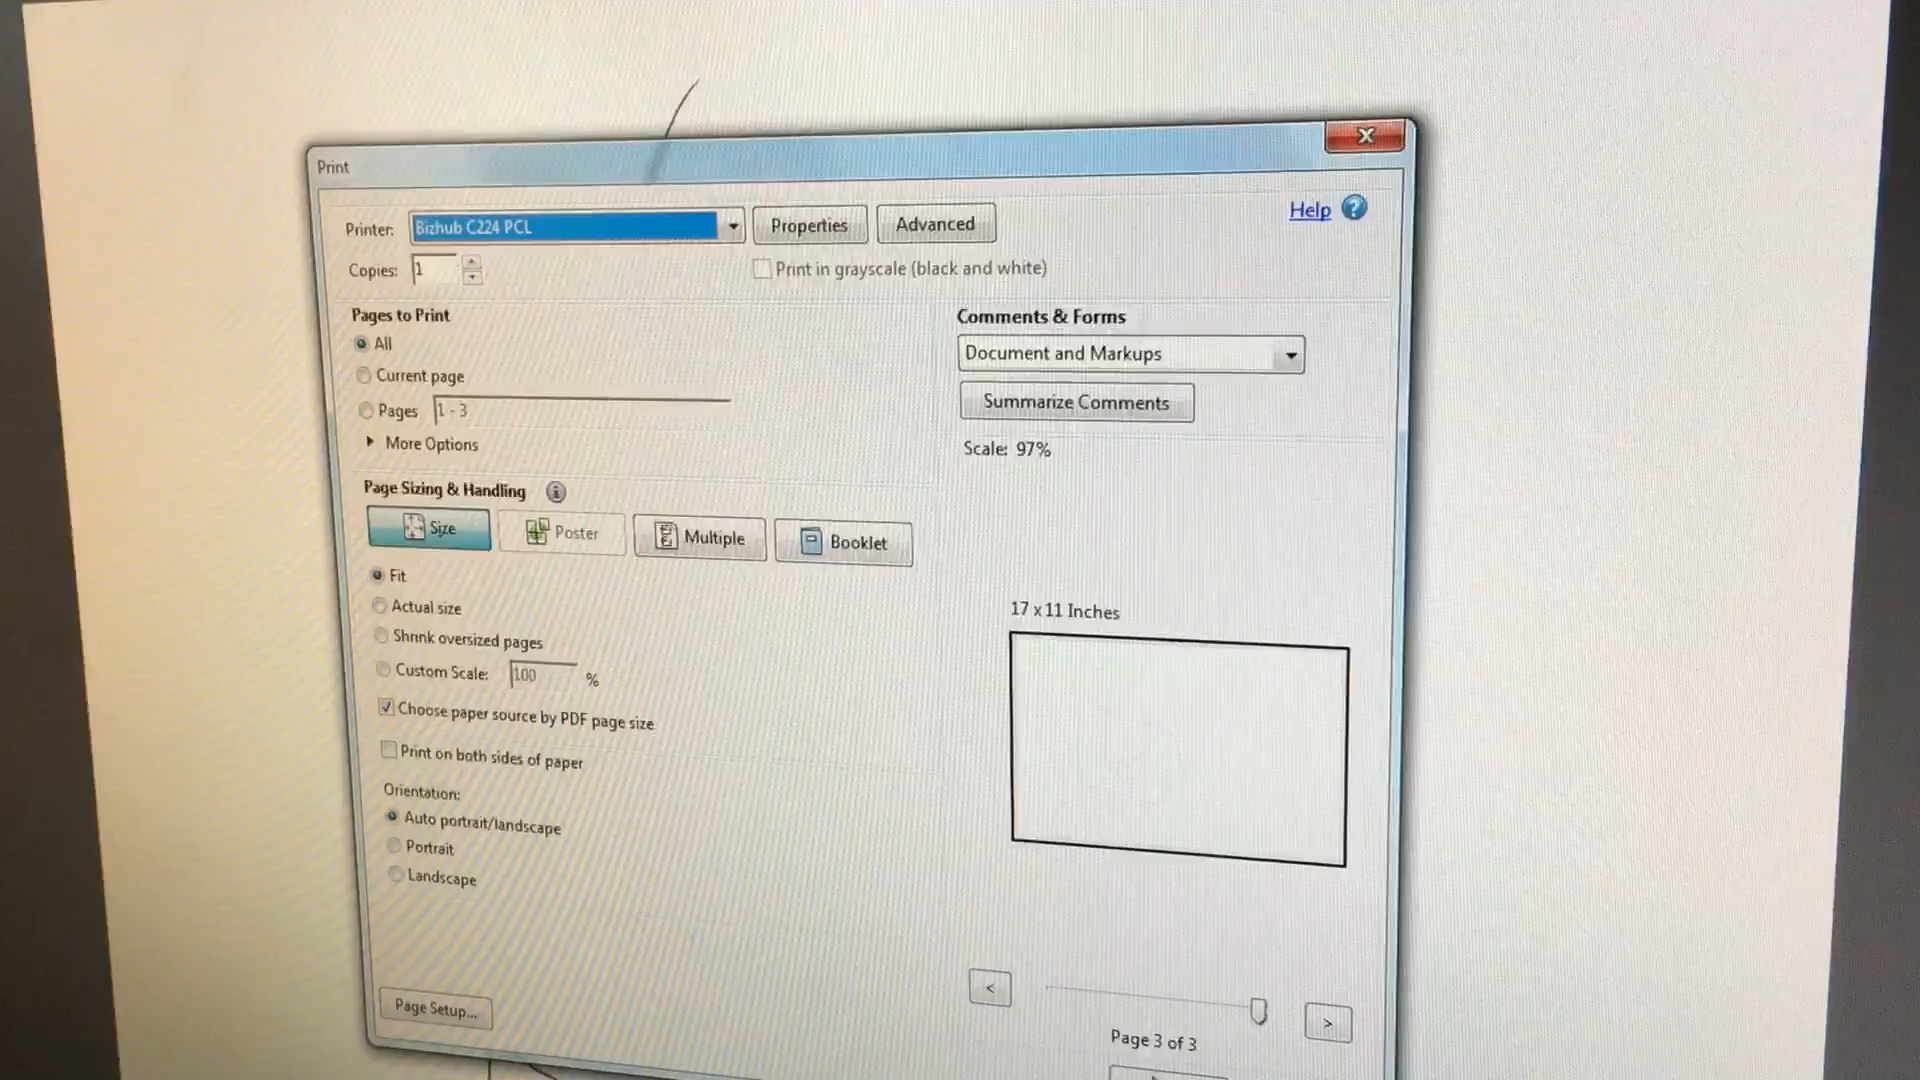 Print
Printer: Bizhub C224 PCL Properties Advanced Help ?
Copies: 1 Print in grayscale (black and white)
Pages to Print
All
Current page
Pages 1 - 3
More Options
Comments & Forms
Document and Markups
Summarize Comments
Scale: 97%
Page Sizing & Handling i
Size Poster Multiple Booklet
Fit
Actual size
Shrink oversized pages
Custom Scale: 100 %
Choose paper source by PDF page size
Print on both sides of paper
Orientation:
Auto portrait/landscape
Portrait
Landscape
17 x 11 Inches
< >
Page 3 of 3
Page Setup...